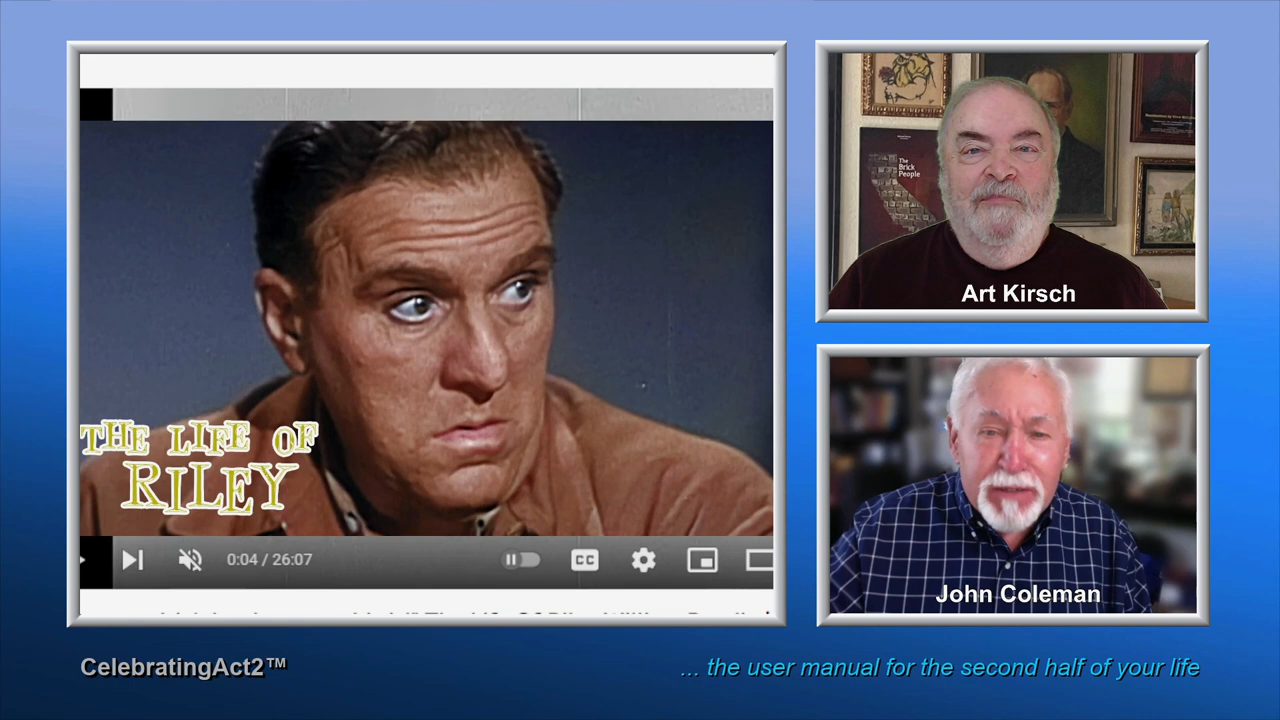 THE LIFE OF
RILEY
0:04 / 26:07
CC
The
Brick
People
Art Kirsch
John Coleman
CelebratingAct2™
... the user manual for the second half of your life